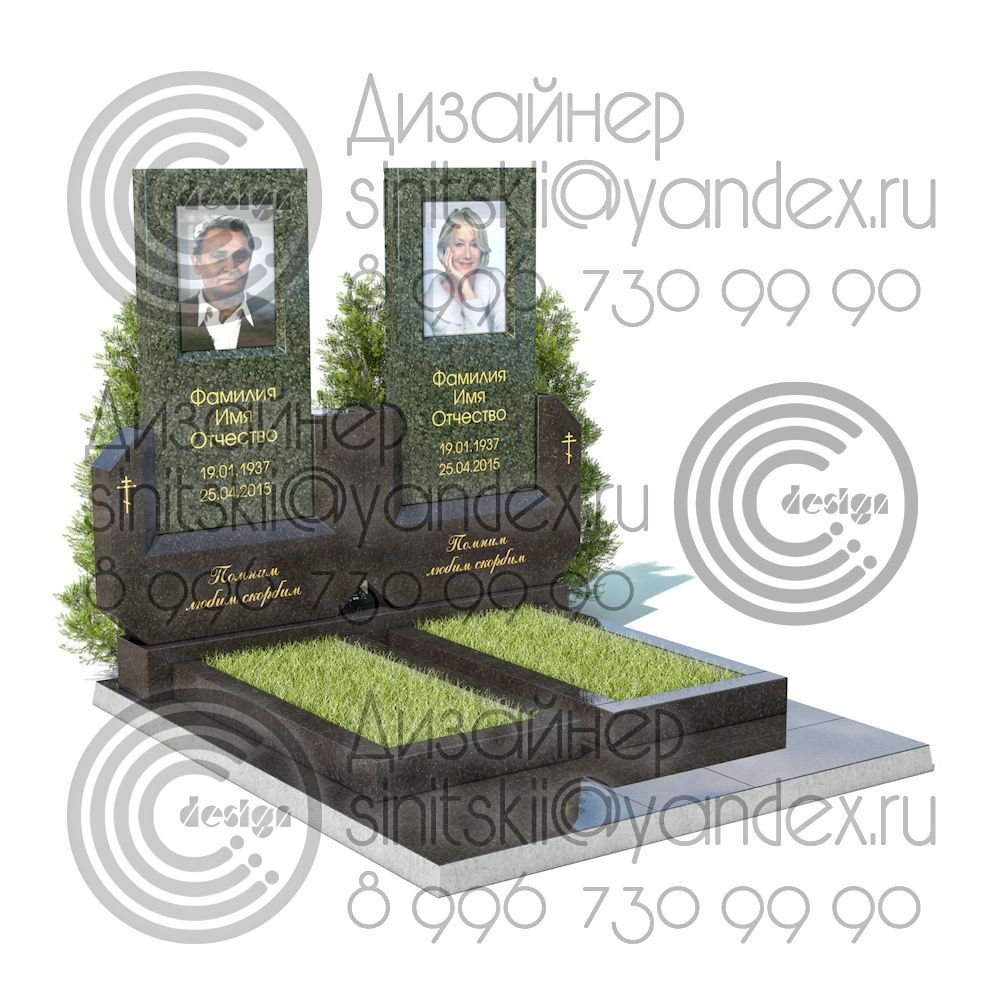 Дизайнер
sinitskii@yandex.ru
8 996 730 99 90
design
Фамилия
Имя
Отчество
19.01.1937
25.04.2015
Помним
любим скорбим
Фамилия
Имя
Отчество
19.01.1937
25.04.2015
Помним
любим скорбим
Дизайнер
sinitskii@yandex.ru
8 996 730 99 90
design
Дизайнер
sinitskii@yandex.ru
8 996 730 99 90
design